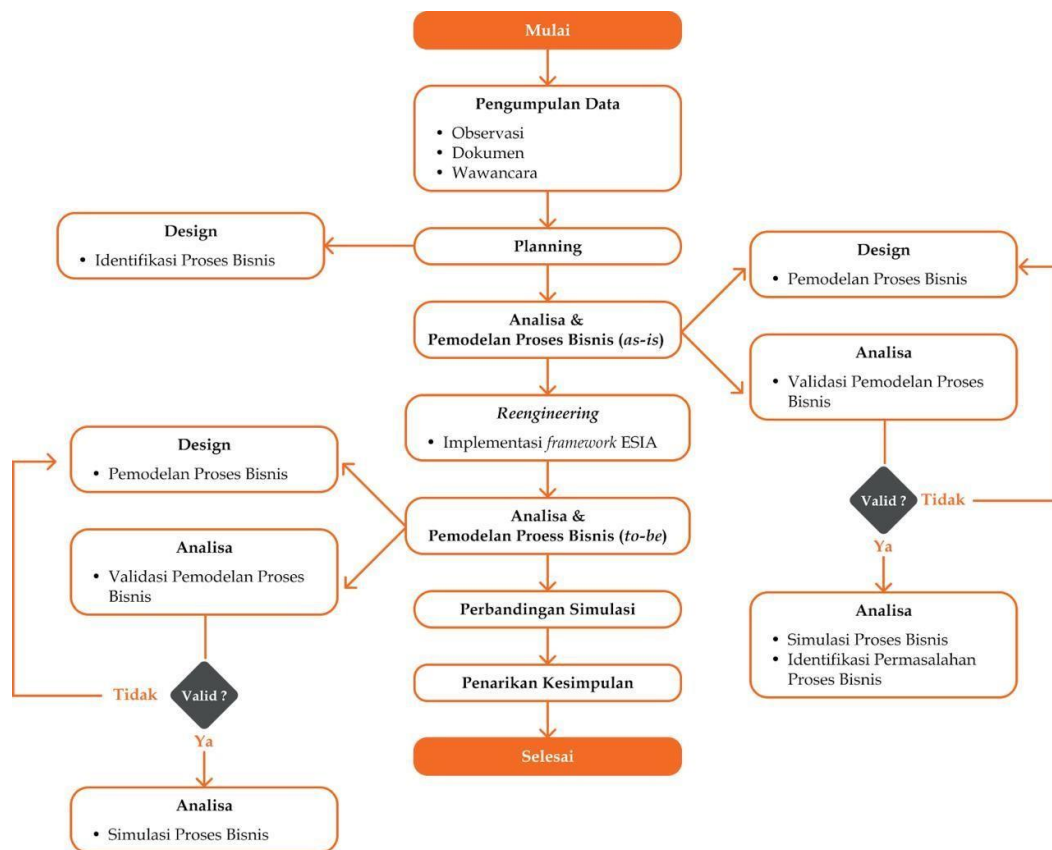 Mulai
Pengumpulan Data
• Observasi
• Dokumen
• Wawancara
Design
• Identifikasi Proses Bisnis
Planning
Design
• Pemodelan Proses Bisnis
Analisa &
Pemodelan Proses Bisnis (as-is)
Analisa
• Validasi Pemodelan Proses
Bisnis
Reengineering
• Implementasi framework ESIA
Design
• Pemodelan Proses Bisnis
Valid ?
Tidak
Ya
Analisa &
Pemodelan Proess Bisnis (to-be)
Analisa
• Validasi Pemodelan Proses
Bisnis
Perbandingan Simulasi
Analisa
• Simulasi Proses Bisnis
• Identifikasi Permasalahan
Proses Bisnis
Penarikan Kesimpulan
Tidak
Valid ?
Ya
Selesai
Analisa
• Simulasi Proses Bisnis